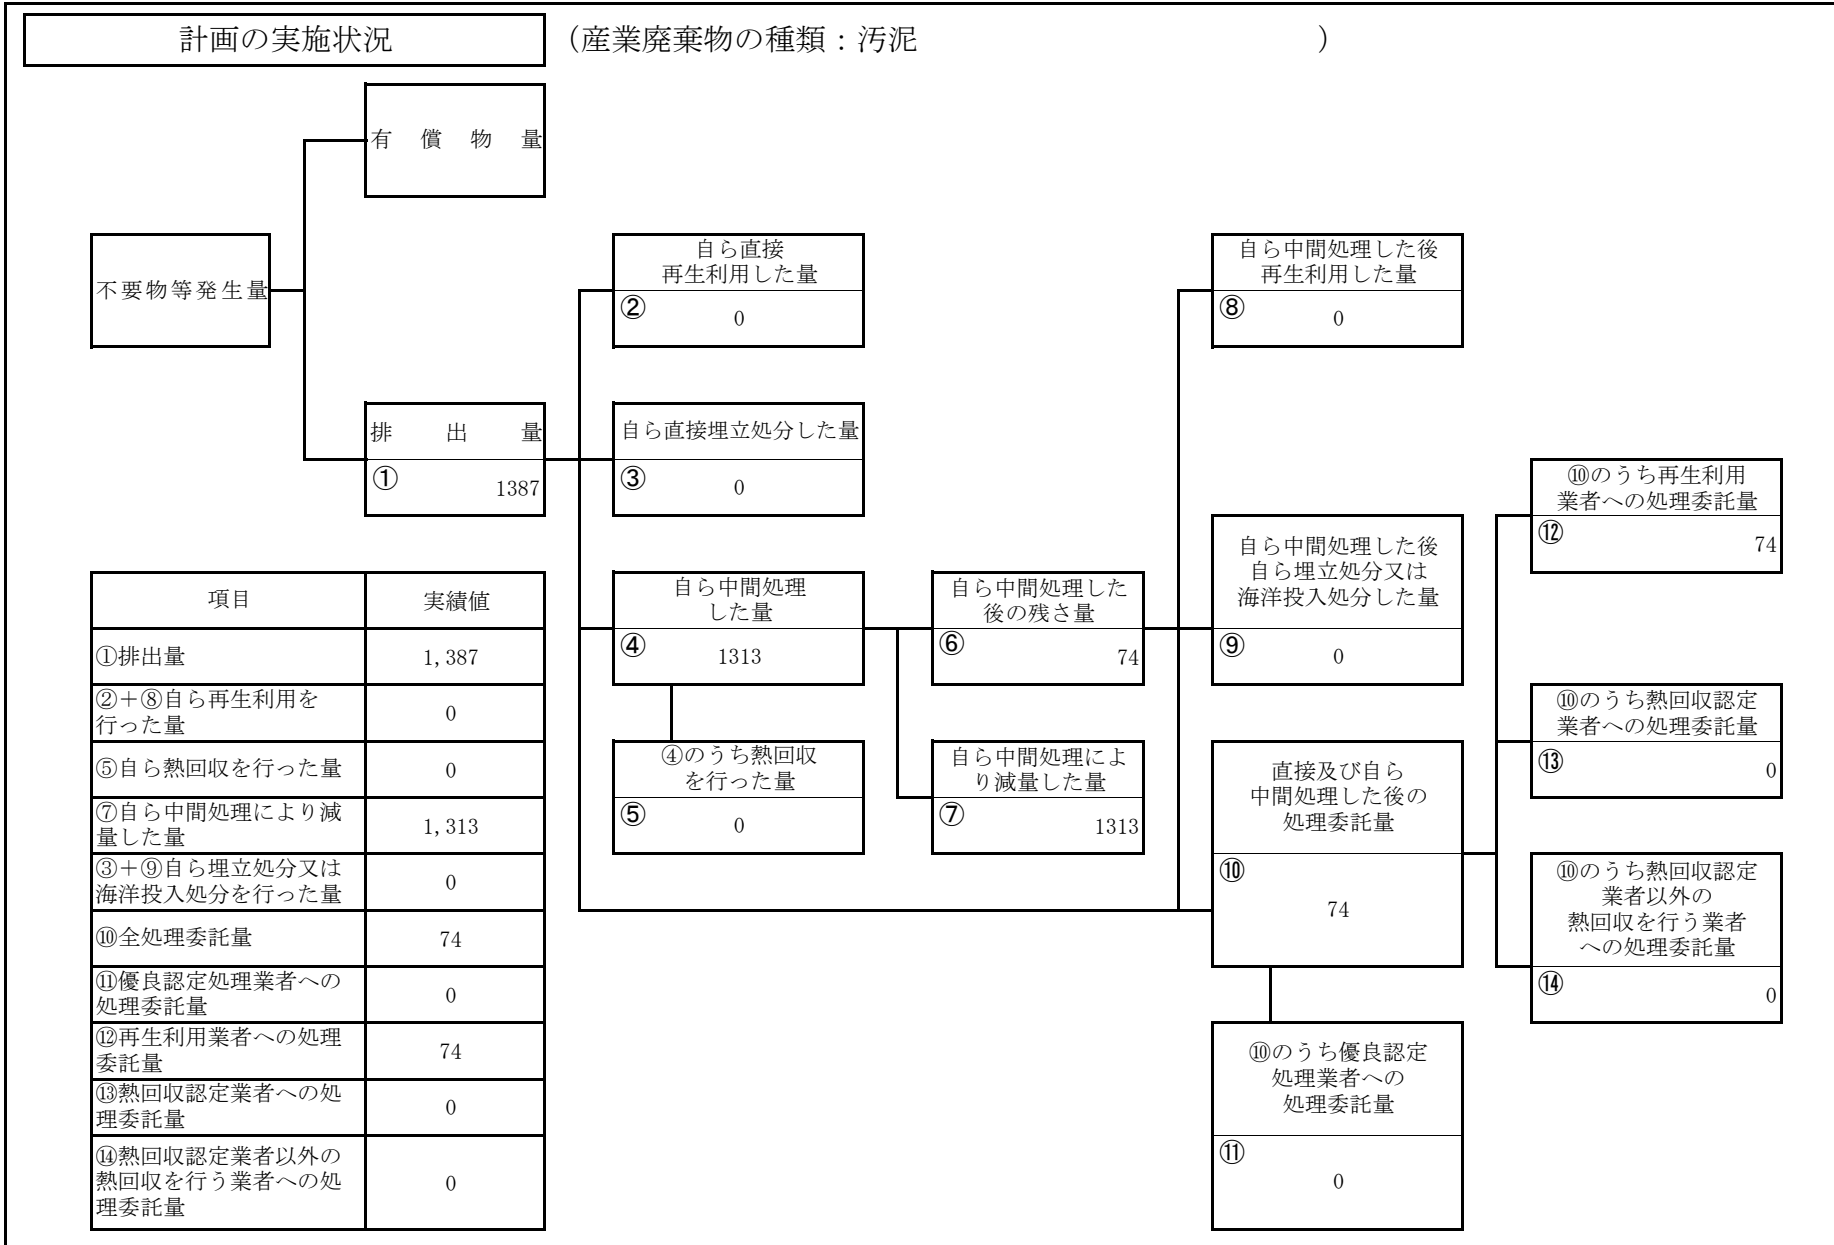 計画の実施状況
（産業廃棄物の種類：汚泥　　　　　　　　　　　　　）
有償物量
不要物等発生量
排出量
①
1387
自ら直接
再生利用した量
②
0
自ら直接埋立処分した量
③
0
自ら中間処理
した量
④
1313
④のうち熱回収
を行った量
⑤
0
自ら中間処理した
後の残さ量
⑥
74
自ら中間処理によ
り減量した量
⑦
1313
自ら中間処理した後
再生利用した量
⑧
0
自ら中間処理した後
自ら埋立処分又は
海洋投入処分した量
⑨
0
直接及び自ら
中間処理した後の
処理委託量
⑩
74
⑩のうち優良認定
処理業者への
処理委託量
⑪
0
⑩のうち再生利用
業者への処理委託量
⑫
74
⑩のうち熱回収認定
業者への処理委託量
⑬
0
⑩のうち熱回収認定
業者以外の
熱回収を行う業者
への処理委託量
⑭
0
項目 実績値
①排出量 1,387
②＋⑧自ら再生利用を
行った量
0
⑤自ら熱回収を行った量 0
⑦自ら中間処理により減
量した量
1,313
③＋⑨自ら埋立処分又は
海洋投入処分を行った量
0
⑩全処理委託量 74
⑪優良認定処理業者への
処理委託量
0
⑫再生利用業者への処理
委託量
74
⑬熱回収認定業者への処
理委託量
0
⑭熱回収認定業者以外の
熱回収を行う業者への処
理委託量
0